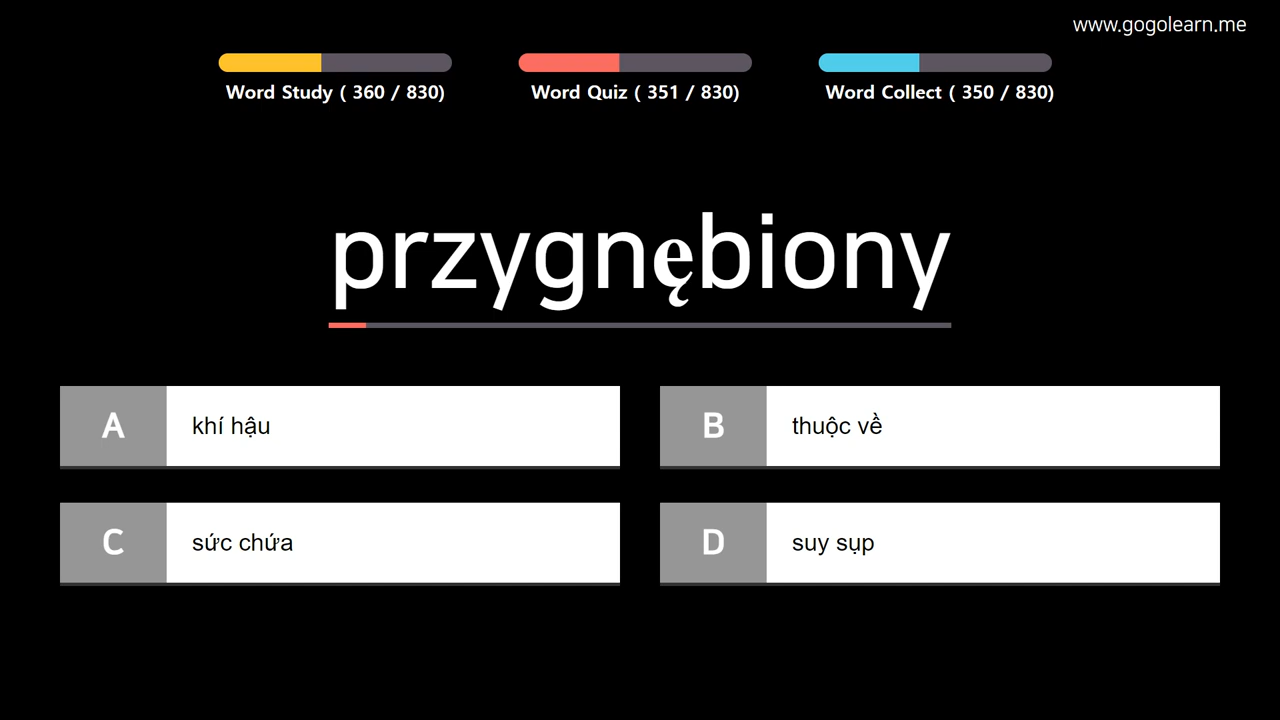 www.gogolearn.me
Word Study ( 360 / 830)
Word Quiz ( 351 / 830)
Word Collect ( 350 / 830)
przygnębiony
A khí hậu
B thuộc về
C sức chứa
D suy sụp